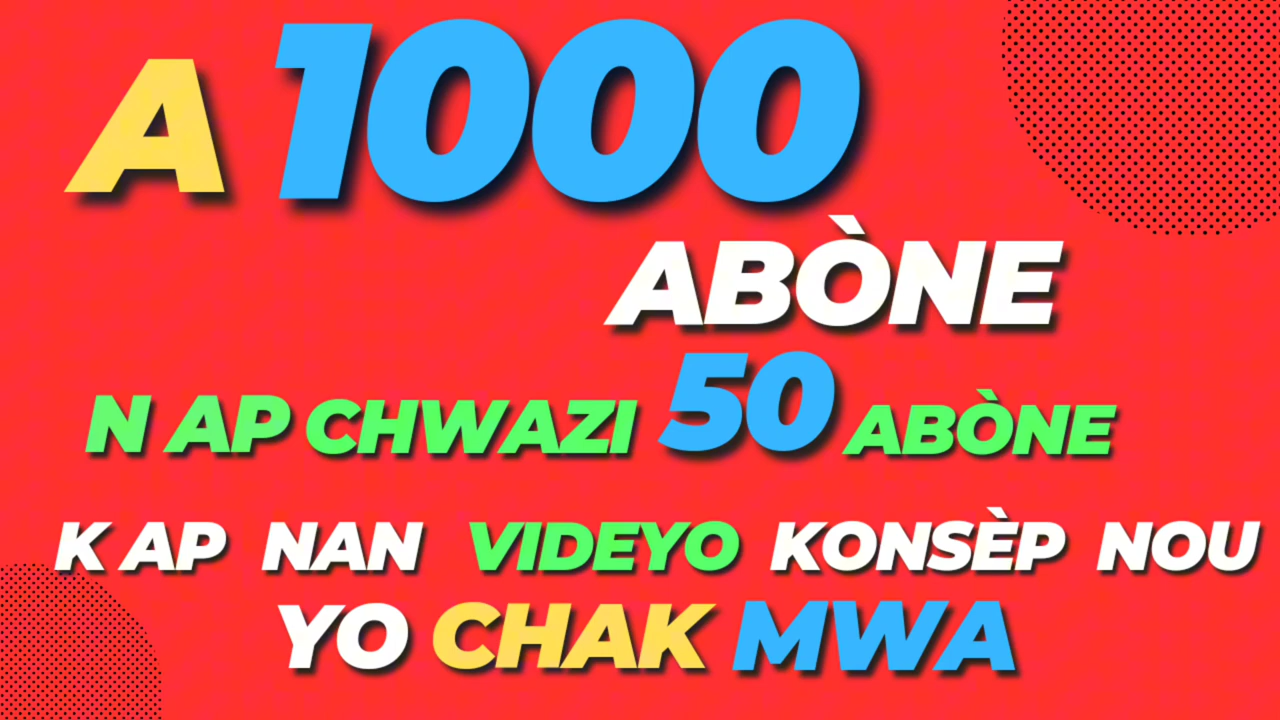 A 1000
ABÒNE
N AP CHWAZI 50 ABÒNE
K AP NAN VIDEYO KONSÈP NOU
YO CHAK MWA